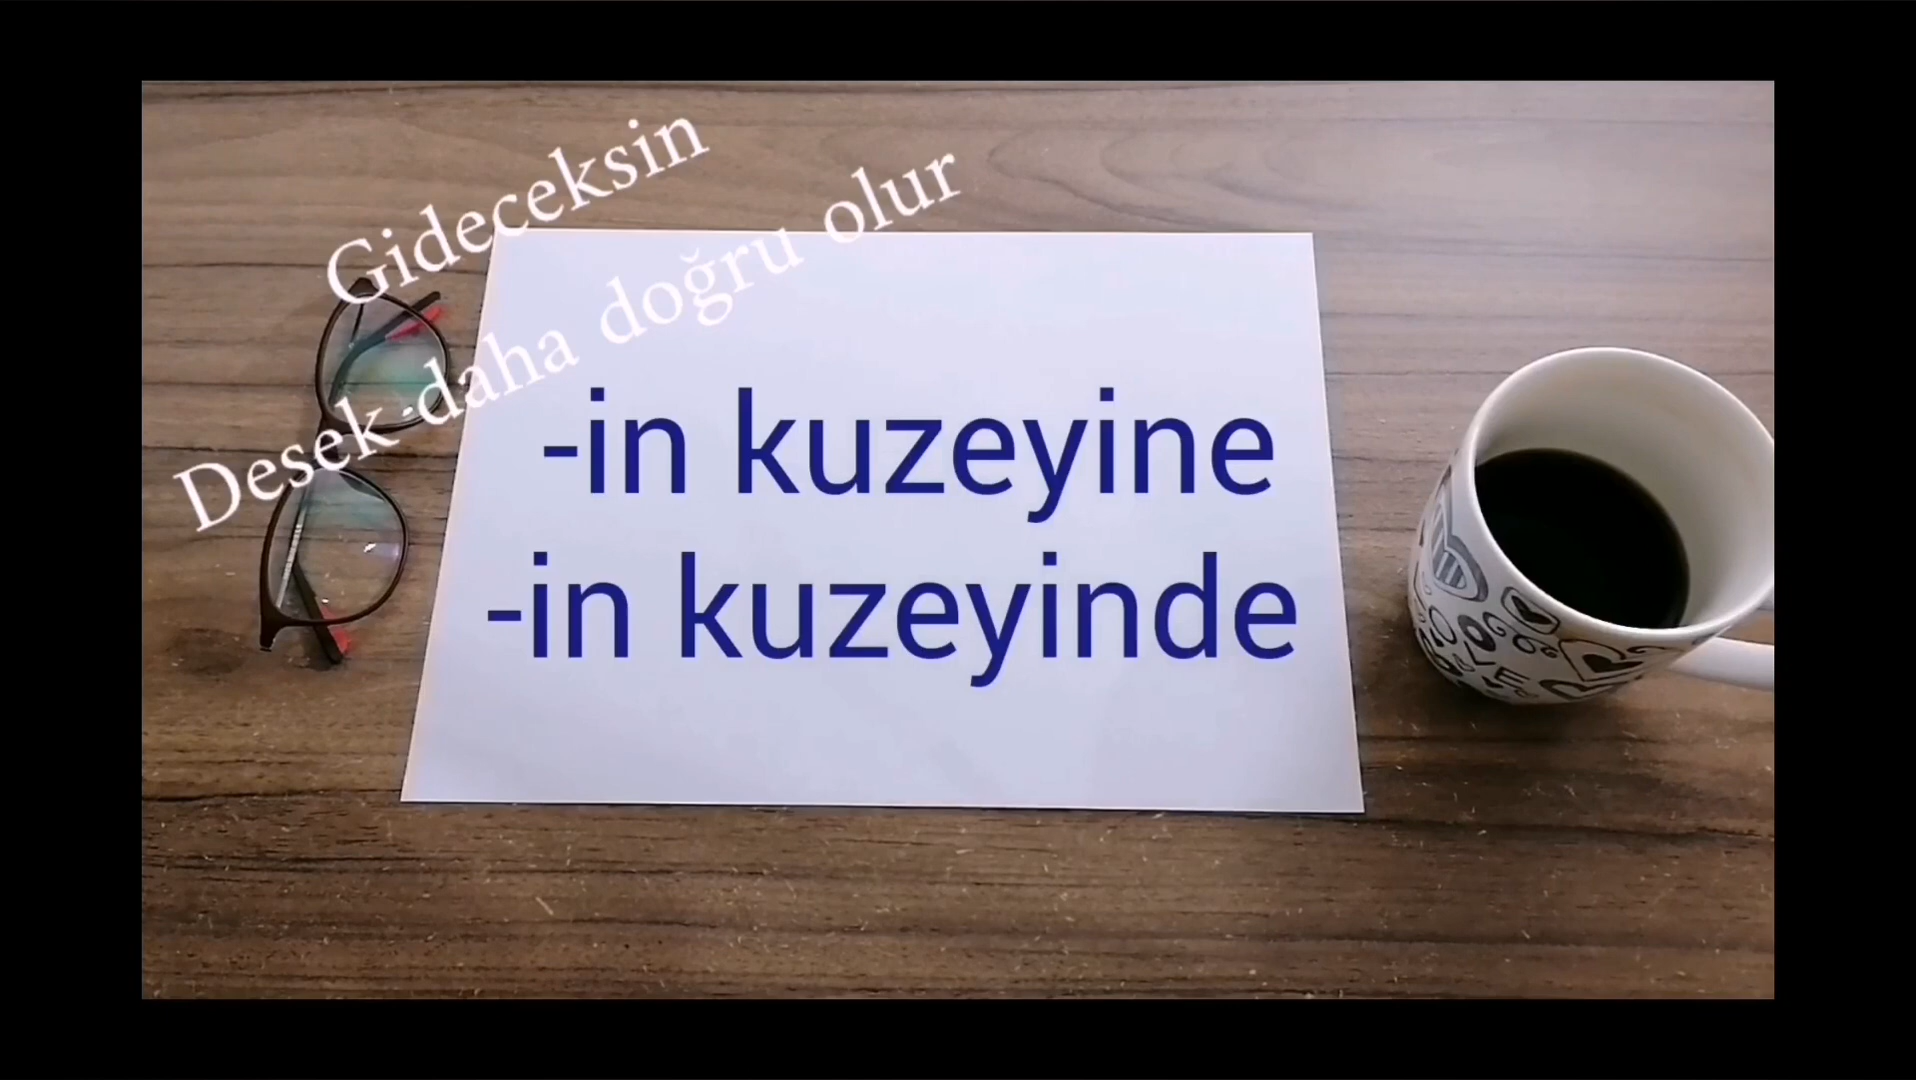 Gideceksin
Desek daha doğru olur
-in kuzeyine
-in kuzeyinde